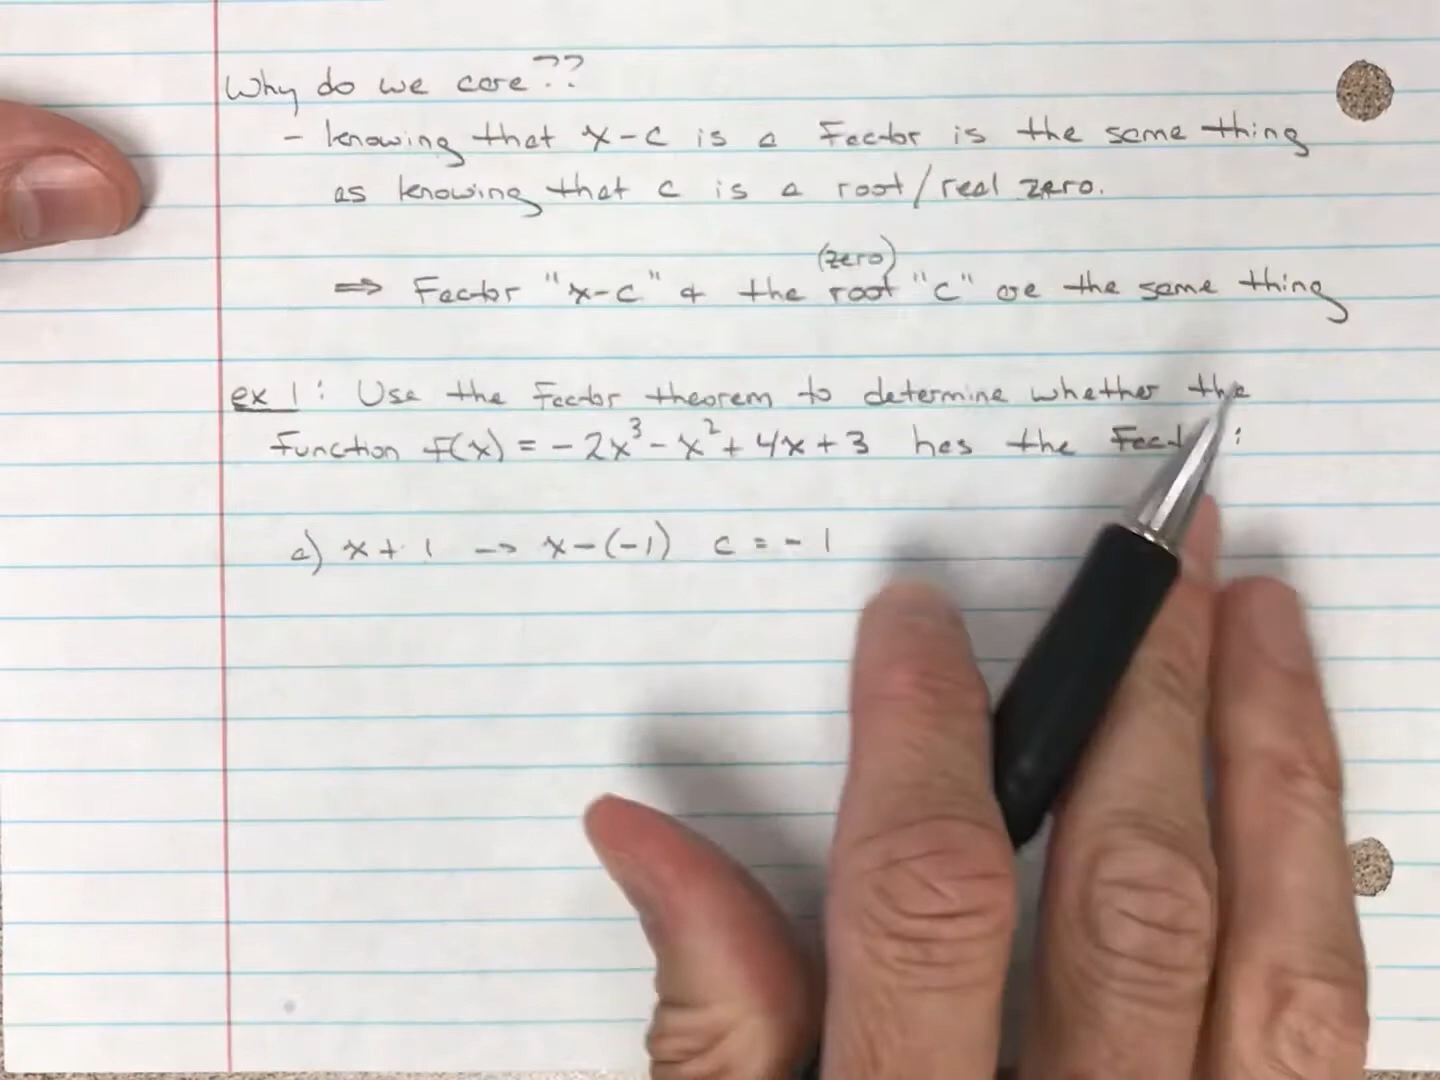 Why do we care??
- knowing that x-c is a factor is the same thing
as knowing that c is a root/real zero.
(zero)
⇒ Factor "x-c" & the root "c" are the same thing
ex 1: Use the Factor theorem to determine whether the
function f(x) = -2x³ - x² + 4x + 3 has the :
a) x + 1 → x-(-1) c = -1